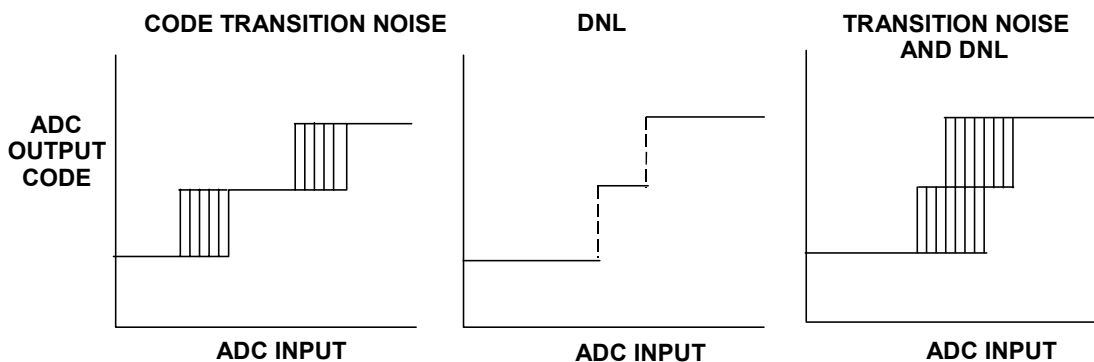 CODE TRANSITION NOISE
DNL
TRANSITION NOISE
AND DNL
ADC
OUTPUT
CODE
ADC INPUT
ADC INPUT
ADC INPUT